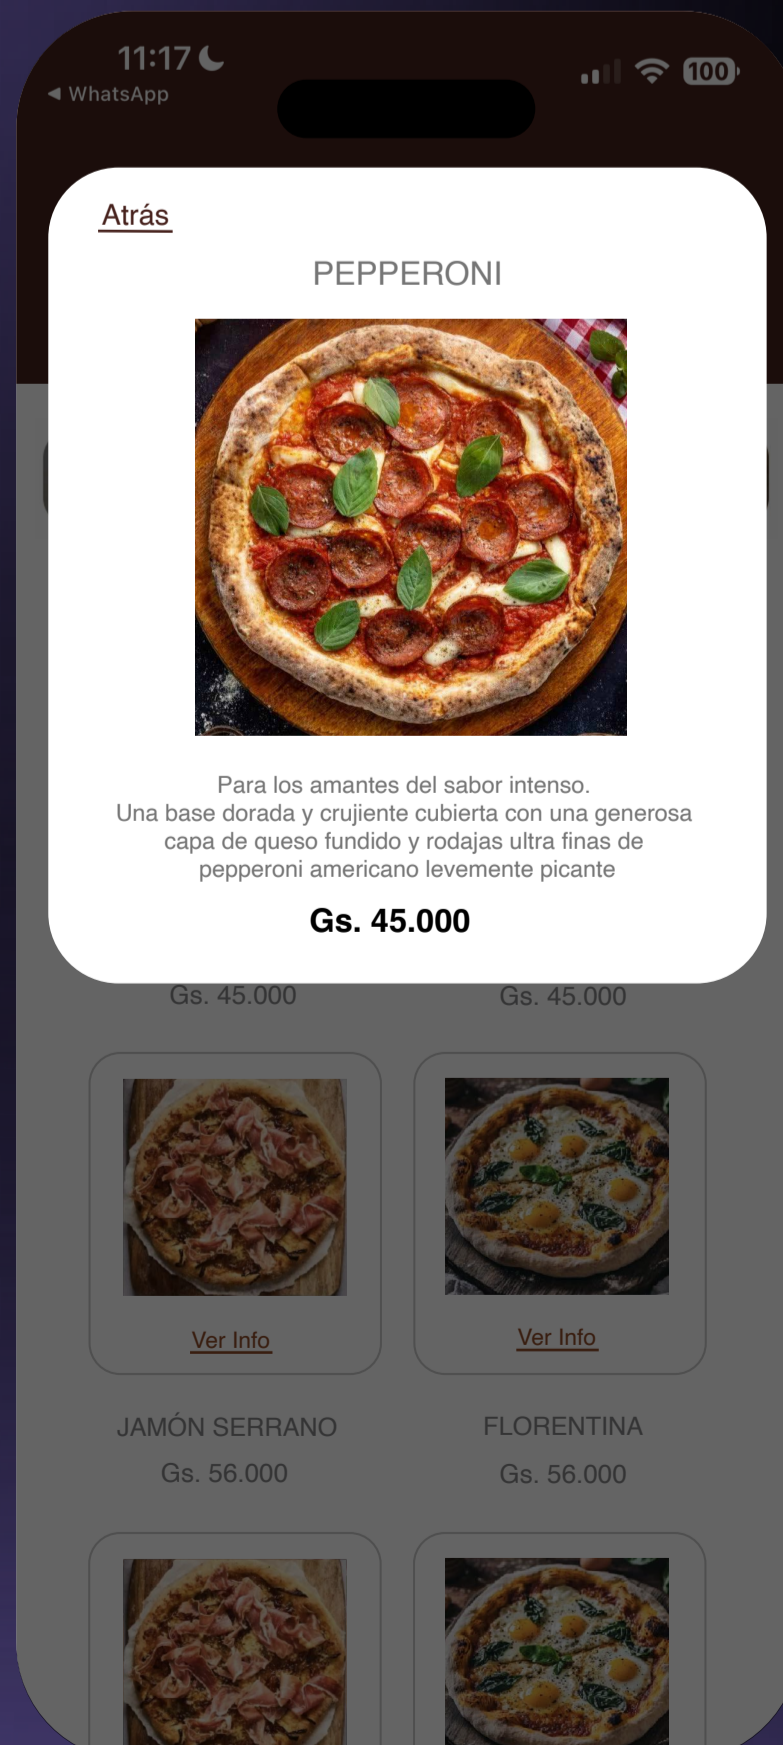 11:17
100
◀ WhatsApp
Atrás
PEPPERONI
Para los amantes del sabor intenso.
Una base dorada y crujiente cubierta con una generosa
capa de queso fundido y rodajas ultra finas de
pepperoni americano levemente picante
Gs. 45.000
Gs. 45.000
Gs. 45.000
Ver Info
Ver Info
JAMÓN SERRANO
FLORENTINA
Gs. 56.000
Gs. 56.000